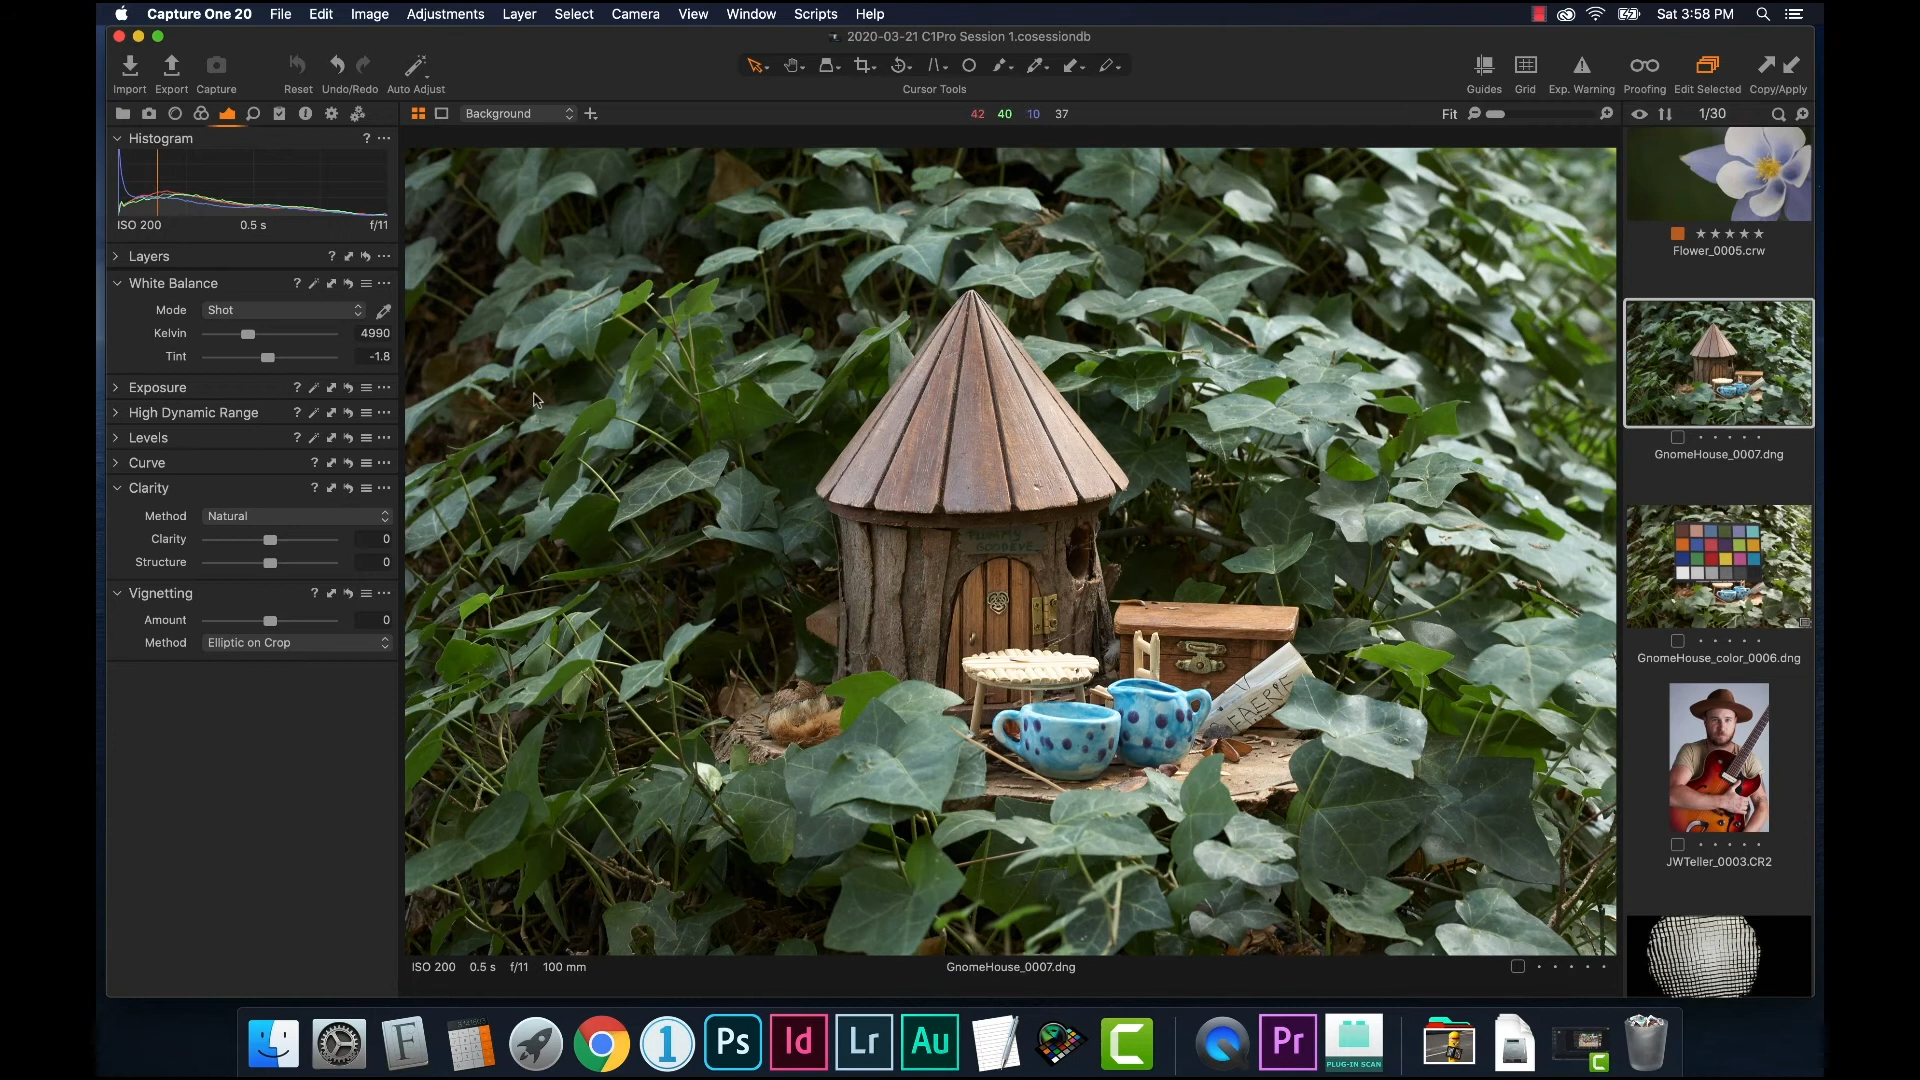 Capture One 20 File Edit Image Adjustments Layer Select Camera View Window Scripts Help Sat 3:58 PM
2020-03-21 C1Pro Session 1.cosessiondb
Import Export Capture Reset Undo/Redo Auto Adjust Cursor Tools Guides Grid Exp. Warning Proofing Edit Selected Copy/Apply
Background 42 40 10 37 Fit 1/30
Histogram ?
ISO 200 0.5 s f/11
Layers ?
White Balance ?
Mode Shot
Kelvin 4990
Tint -1.8
Exposure ?
High Dynamic Range ?
Levels ?
Curve ?
Clarity ?
Method Natural
Clarity 0
Structure 0
Vignetting ?
Amount 0
Method Elliptic on Crop
GOODEYE
FAERIE
ISO 200 0.5 s f/11 100 mm GnomeHouse_0007.dng
Flower_0005.crw
GnomeHouse_0007.dng
GnomeHouse_color_0006.dng
JWTeller_0003.CR2
F 1 Ps Id Lr Au C Pr PLUG-IN SCAN